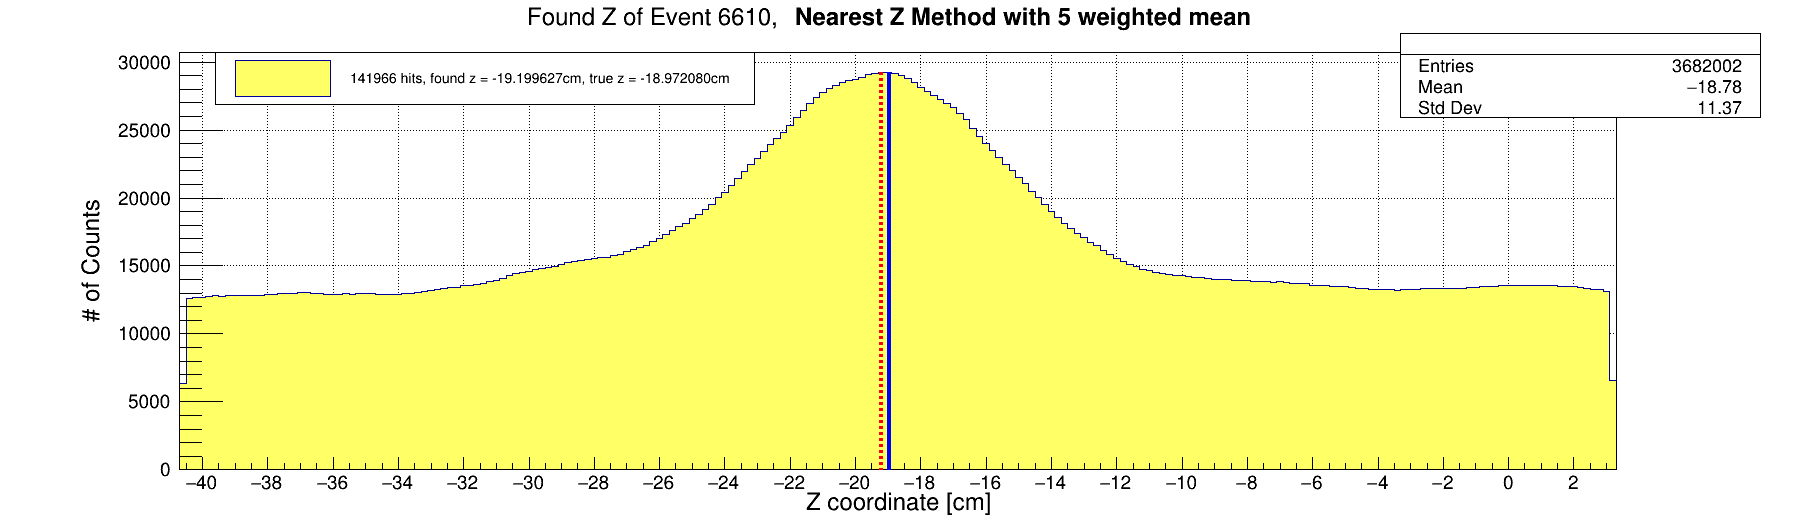 Found Z of Event 6610, Nearest Z Method with 5 weighted mean
141966 hits, found z = -19.199627cm, true z = -18.972080cm
Entries 3682002
Mean −18.78
Std Dev 11.37
# of Counts
30000
25000
20000
15000
10000
5000
0
−40 −38 −36 −34 −32 −30 −28 −26 −24 −22 −20 −18 −16 −14 −12 −10 −8 −6 −4 −2 0 2
Z coordinate [cm]